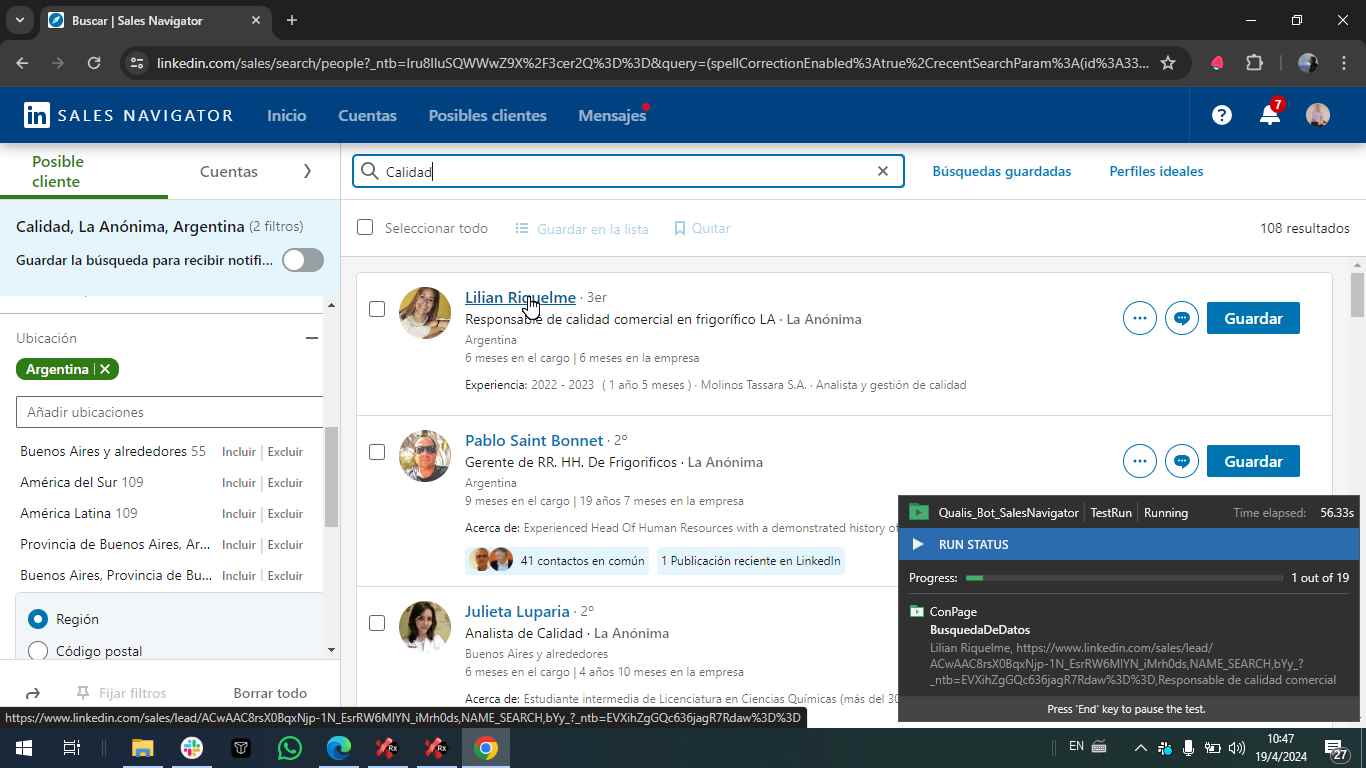 Buscar | Sales Navigator
linkedin.com/sales/search/people?_ntb=Iru8IIuSQWWwZ9X%2F3cer2Q%3D%3D&query=(spellCorrectionEnabled%3Atrue%2CrecentSearchParam%3A(id%3A33...
in SALES NAVIGATOR
Inicio
Cuentas
Posibles clientes
Mensajes
7
Posible cliente
Cuentas
Calidad
Búsquedas guardadas
Perfiles ideales
Calidad, La Anónima, Argentina (2 filtros)
Guardar la búsqueda para recibir notifi...
Seleccionar todo
Guardar en la lista
Quitar
108 resultados
Ubicación
Argentina
Añadir ubicaciones
Buenos Aires y alrededores 55 Incluir | Excluir
América del Sur 109 Incluir | Excluir
América Latina 109 Incluir | Excluir
Provincia de Buenos Aires, Ar... Incluir | Excluir
Buenos Aires, Provincia de Bu... Incluir | Excluir
Región
Código postal
Fijar filtros
Borrar todo
Lilian Riquelme · 3er
Responsable de calidad comercial en frigorífico LA · La Anónima
Argentina
6 meses en el cargo | 6 meses en la empresa
Experiencia: 2022 - 2023 ( 1 año 5 meses ) · Molinos Tassara S.A. · Analista y gestión de calidad
Guardar
Pablo Saint Bonnet · 2º
Gerente de RR. HH. De Frigoríficos · La Anónima
Argentina
9 meses en el cargo | 19 años 7 meses en la empresa
Acerca de: Experienced Head Of Human Resources with a demonstrated history of
41 contactos en común
1 Publicación reciente en LinkedIn
Guardar
Julieta Luparia · 2º
Analista de Calidad · La Anónima
Buenos Aires y alrededores
6 meses en el cargo | 4 años 10 meses en la empresa
Acerca de: Estudiante intermedia de Licenciatura en Ciencias Químicas (más del 30
Qualis_Bot_SalesNavigator | TestRun | Running Time elapsed: 56.33s
RUN STATUS
Progress: 1 out of 19
ConPage
BusquedaDeDatos
Lilian Riquelme, https://www.linkedin.com/sales/lead/
ACwAAC8rsX0BqxNjp-1N_EsrRW6MIYN_iMrh0ds,NAME_SEARCH,bYy_?
_ntb=EVXihZgGQc636jagR7Rdaw%3D%3D,Responsable de calidad comercial
Press 'End' key to pause the test.
https://www.linkedin.com/sales/lead/ACwAAC8rsX0BqxNjp-1N_EsrRW6MIYN_iMrh0ds,NAME_SEARCH,bYy_?_ntb=EVXihZgGQc636jagR7Rdaw%3D%3D
Rx
Rx
EN
10:47
19/4/2024
27